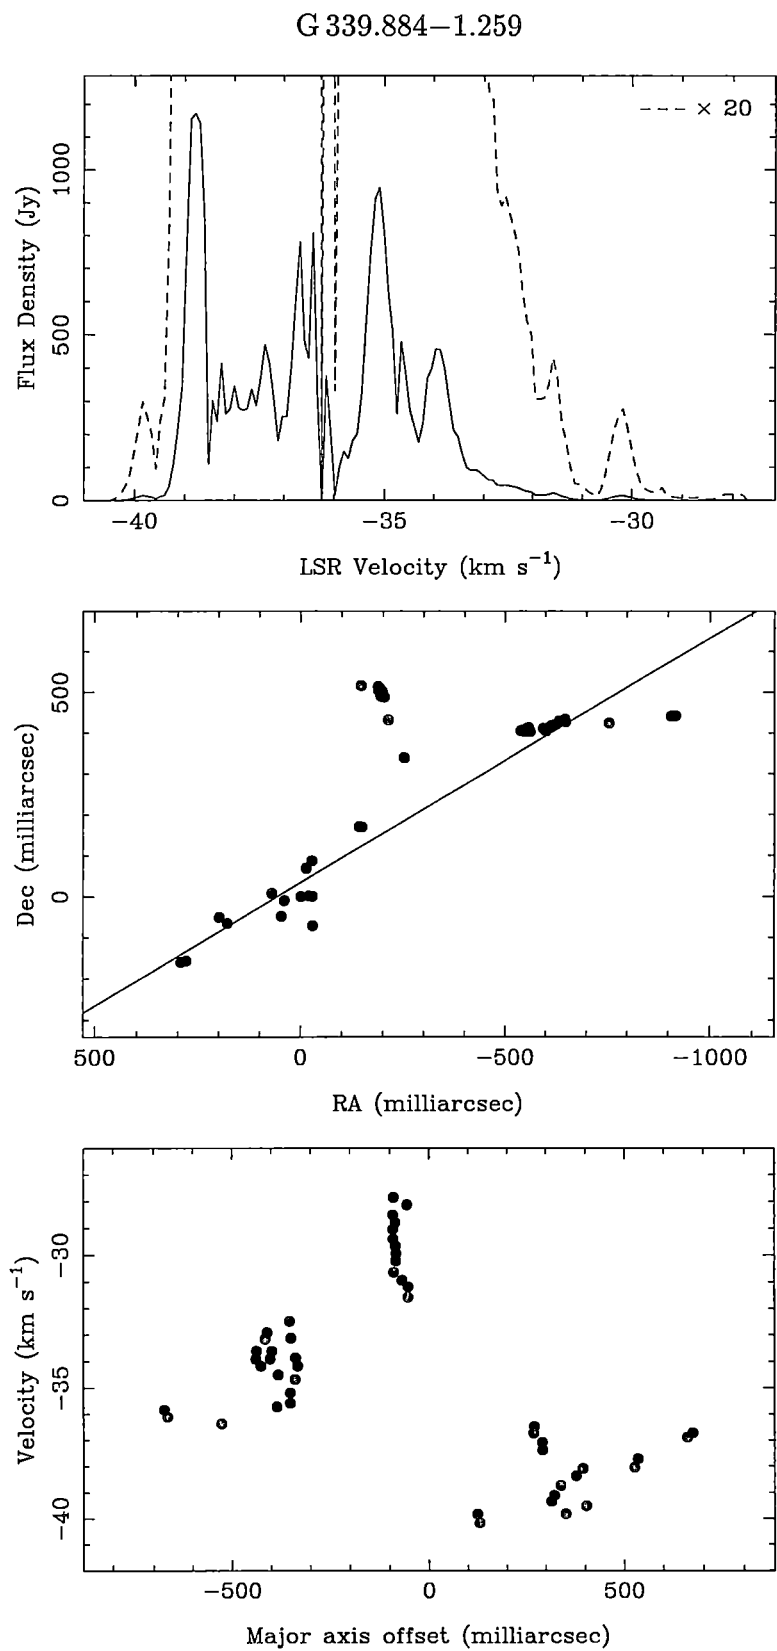 G 339.884−1.259
− − − × 20
1000
500
0
Flux Density (Jy)
−40 −35 −30
LSR Velocity (km s⁻¹)
500
0
Dec (milliarcsec)
500 0 −500 −1000
RA (milliarcsec)
−30
−35
−40
Velocity (km s⁻¹)
−500 0 500
Major axis offset (milliarcsec)